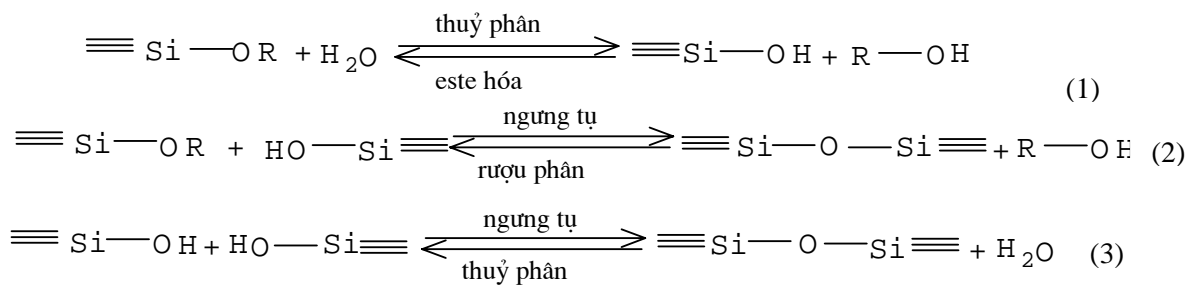 thuỷ phân
≡ Si — OR + H₂O ⇌ ≡Si — OH + R — OH
este hóa
(1)
ngưng tụ
≡ Si — OR + HO — Si≡ ⇌ ≡Si — O — Si≡ + R — OH (2)
rượu phân
ngưng tụ
≡ Si — OH + HO — Si≡ ⇌ ≡Si — O — Si≡ + H₂O (3)
thuỷ phân